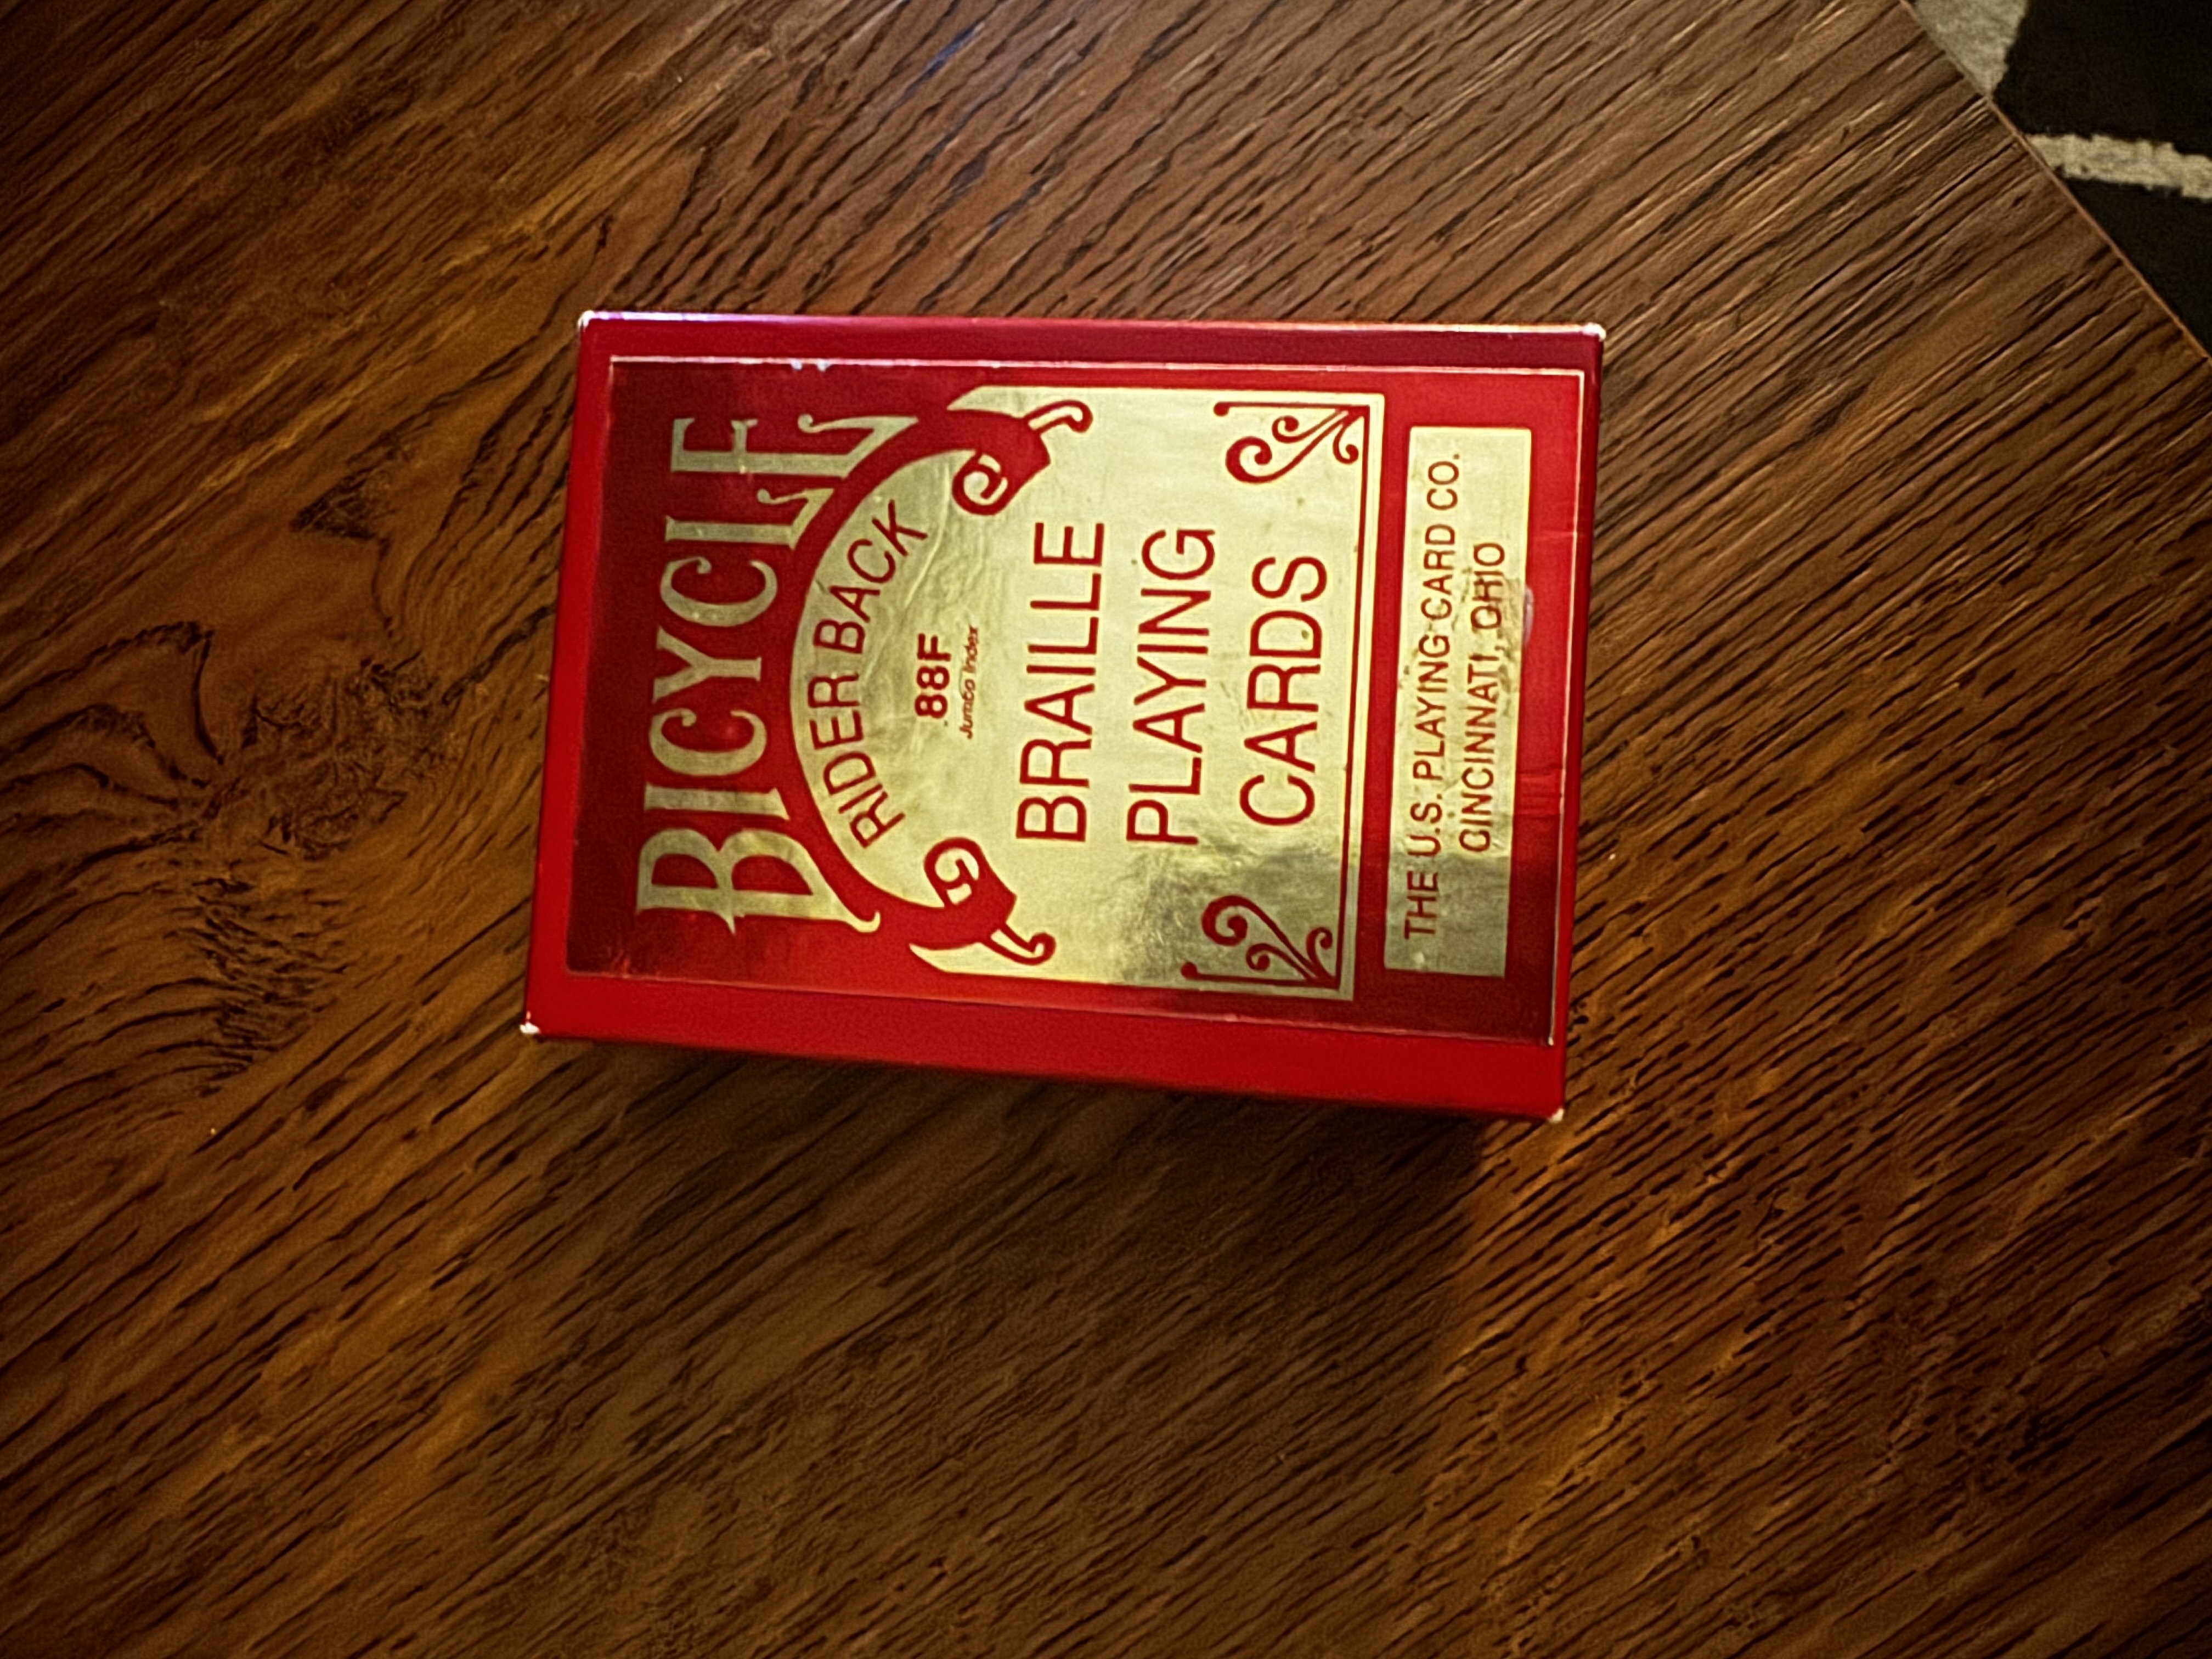 BICYCLE
RIDER BACK
88F
Jumbo Index
BRAILLE
PLAYING
CARDS
THE U.S. PLAYING CARD CO.
CINCINNATI, OHIO